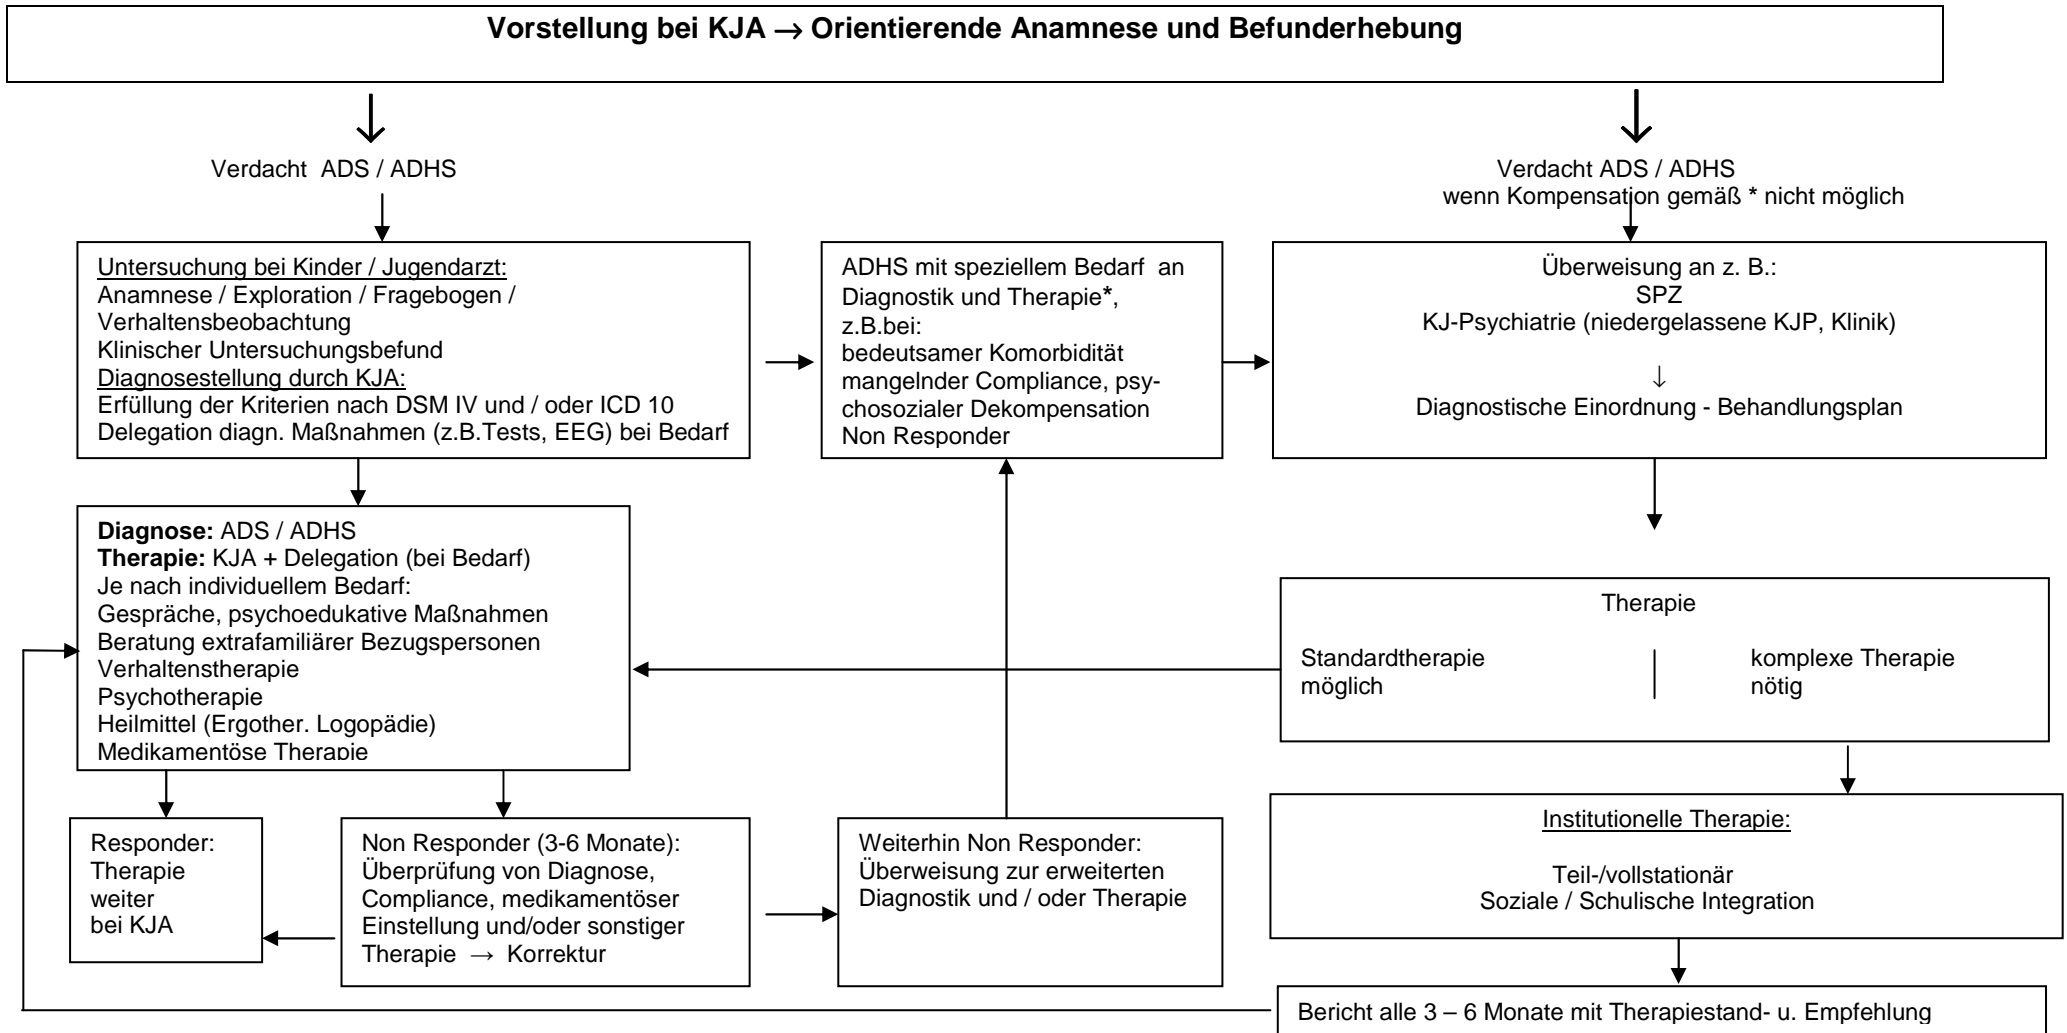 Vorstellung bei KJA → Orientierende Anamnese und Befunderhebung
Verdacht ADS / ADHS
Verdacht ADS / ADHS
wenn Kompensation gemäß * nicht möglich
Untersuchung bei Kinder / Jugendarzt:
Anamnese / Exploration / Fragebogen /
Verhaltensbeobachtung
Klinischer Untersuchungsbefund
Diagnosestellung durch KJA:
Erfüllung der Kriterien nach DSM IV und / oder ICD 10
Delegation diagn. Maßnahmen (z.B.Tests, EEG) bei Bedarf
ADHS mit speziellem Bedarf an
Diagnostik und Therapie*,
z.B.bei:
bedeutsamer Komorbidität
mangelnder Compliance, psy-
chosozialer Dekompensation
Non Responder
Überweisung an z. B.:
SPZ
KJ-Psychiatrie (niedergelassene KJP, Klinik)
↓
Diagnostische Einordnung - Behandlungsplan
Diagnose: ADS / ADHS
Therapie: KJA + Delegation (bei Bedarf)
Je nach individuellem Bedarf:
Gespräche, psychoedukative Maßnahmen
Beratung extrafamiliärer Bezugspersonen
Verhaltenstherapie
Psychotherapie
Heilmittel (Ergother. Logopädie)
Medikamentöse Therapie
Therapie
Standardtherapie
möglich
komplexe Therapie
nötig
Responder:
Therapie
weiter
bei KJA
Non Responder (3-6 Monate):
Überprüfung von Diagnose,
Compliance, medikamentöser
Einstellung und/oder sonstiger
Therapie → Korrektur
Weiterhin Non Responder:
Überweisung zur erweiterten
Diagnostik und / oder Therapie
Institutionelle Therapie:
Teil-/vollstationär
Soziale / Schulische Integration
Bericht alle 3 – 6 Monate mit Therapiestand- u. Empfehlung